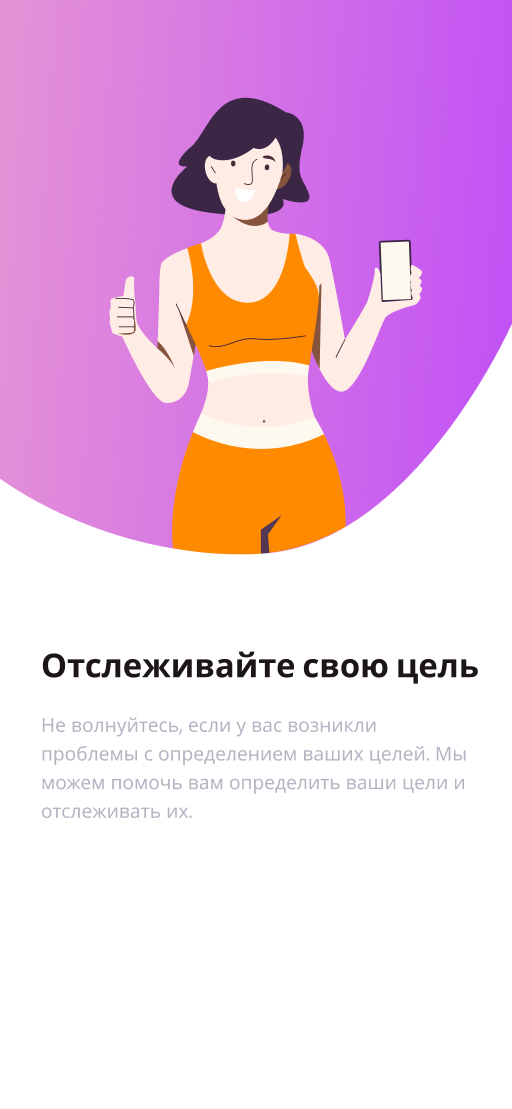 Отслеживайте свою цель
Не волнуйтесь, если у вас возникли
проблемы с определением ваших целей. Мы
можем помочь вам определить ваши цели и
отслеживать их.